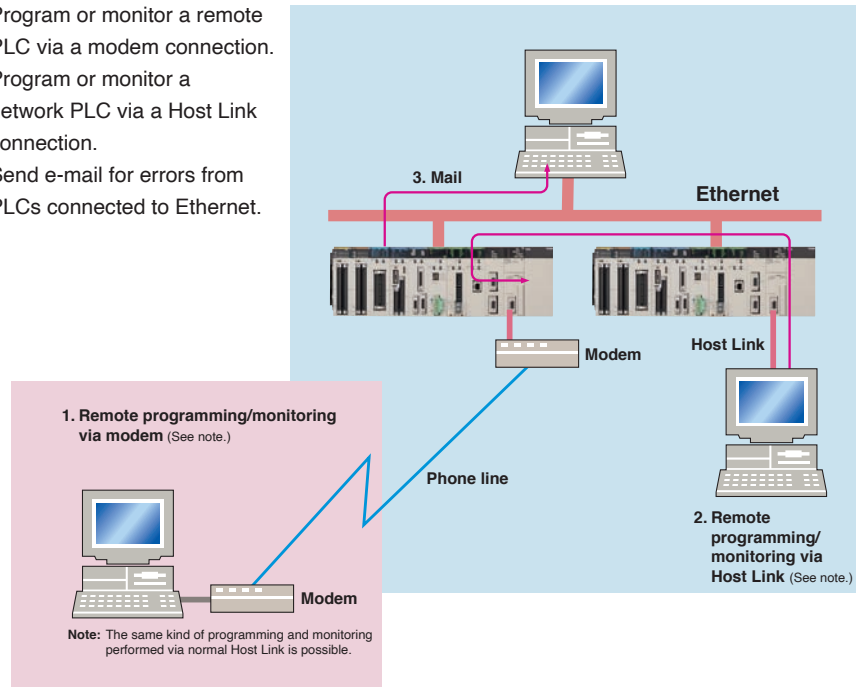 Program or monitor a remote
PLC via a modem connection.
Program or monitor a
network PLC via a Host Link
connection.
Send e-mail for errors from
PLCs connected to Ethernet.
3. Mail
Ethernet
Modem
Host Link
1. Remote programming/monitoring
via modem (See note.)
Phone line
2. Remote
programming/
monitoring via
Host Link (See note.)
Modem
Note: The same kind of programming and monitoring
performed via normal Host Link is possible.